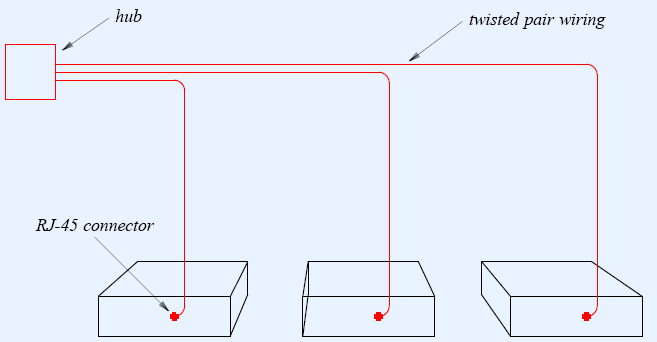 hub
twisted pair wiring
RJ-45 connector